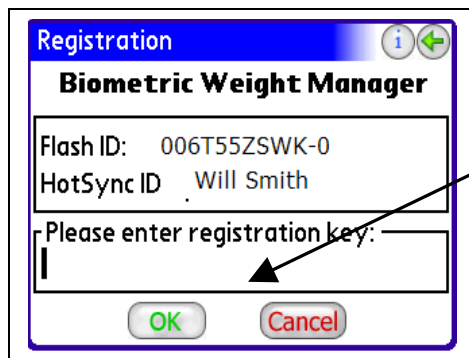 Registration i
Biometric Weight Manager
Flash ID: 006T55ZSWK-0
HotSync ID Will Smith
Please enter registration key:
OK Cancel